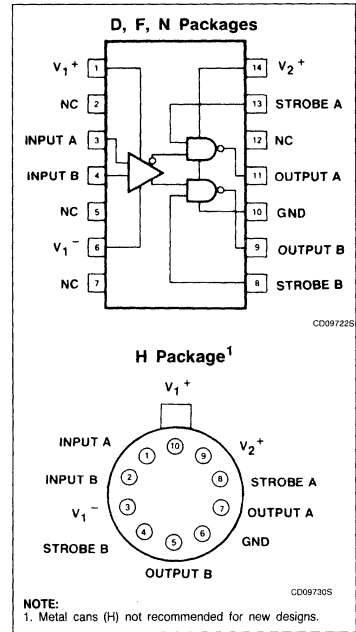 D, F, N Packages
V1+ 1 14 V2+
NC 2 13 STROBE A
INPUT A 3 12 NC
INPUT B 4 11 OUTPUT A
NC 5 10 GND
V1- 6 9 OUTPUT B
NC 7 8 STROBE B
CD09722S
H Package1
V1+
INPUT A 1 10 9 V2+
INPUT B 2 8 STROBE A
V1- 3 7 OUTPUT A
STROBE B 4 5 6 GND
OUTPUT B
CD09730S
NOTE:
1. Metal cans (H) not recommended for new designs.